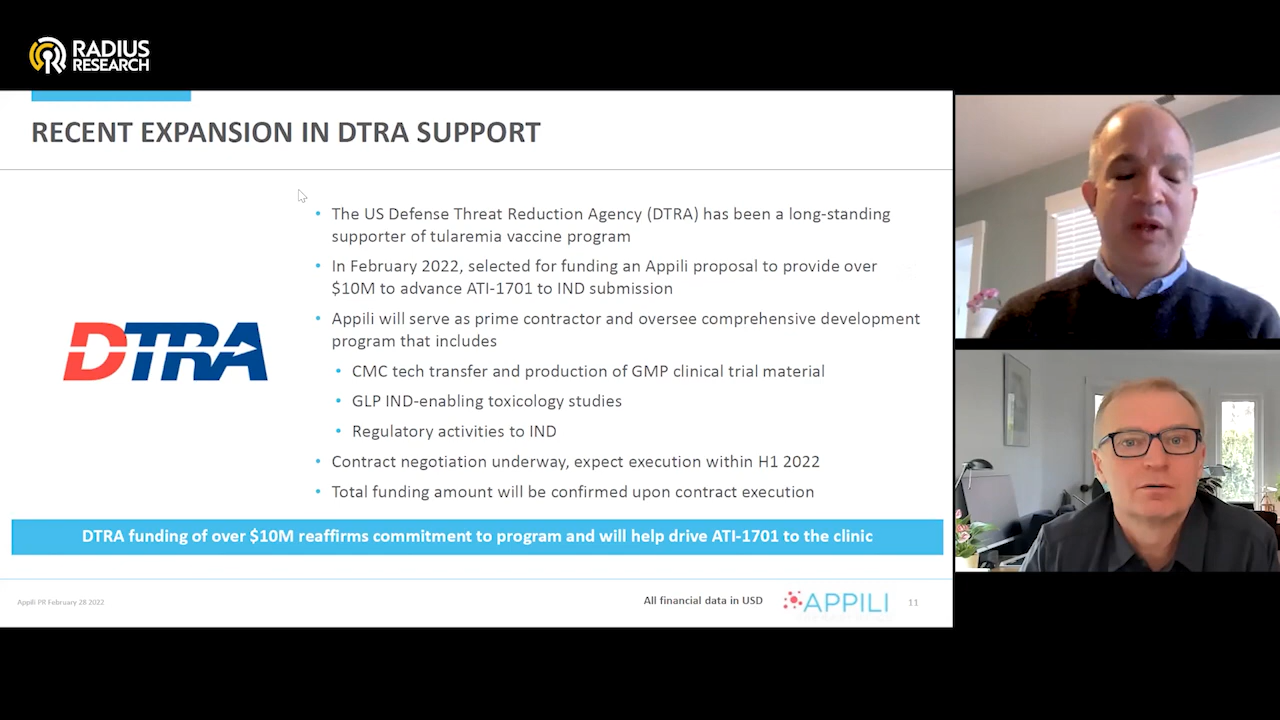 RADIUS
RESEARCH
RECENT EXPANSION IN DTRA SUPPORT
• The US Defense Threat Reduction Agency (DTRA) has been a long-standing
supporter of tularemia vaccine program
• In February 2022, selected for funding an Appili proposal to provide over
$10M to advance ATI-1701 to IND submission
• Appili will serve as prime contractor and oversee comprehensive development
program that includes
• CMC tech transfer and production of GMP clinical trial material
• GLP IND-enabling toxicology studies
• Regulatory activities to IND
• Contract negotiation underway, expect execution within H1 2022
• Total funding amount will be confirmed upon contract execution
DTRA
DTRA funding of over $10M reaffirms commitment to program and will help drive ATI-1701 to the clinic
Appili PR February 28 2022
All financial data in USD
APPILI
11